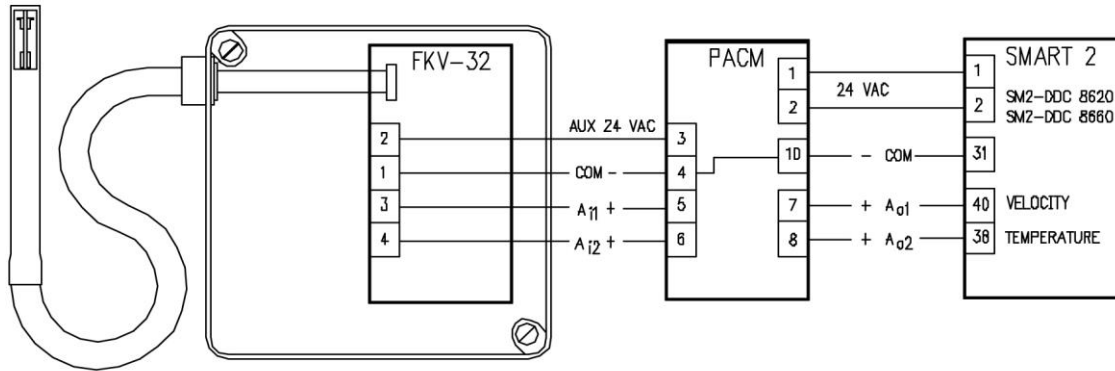 FKV-32
2
1
3
4
AUX 24 VAC
COM -
Ai1 +
Ai2 +
PACM
3
4
5
6
1
2
10
7
8
24 VAC
- COM
+ Ao1
+ Ao2
SMART 2
1
2
SM2-DDC 8620
SM2-DDC 8660
31
40 VELOCITY
38 TEMPERATURE